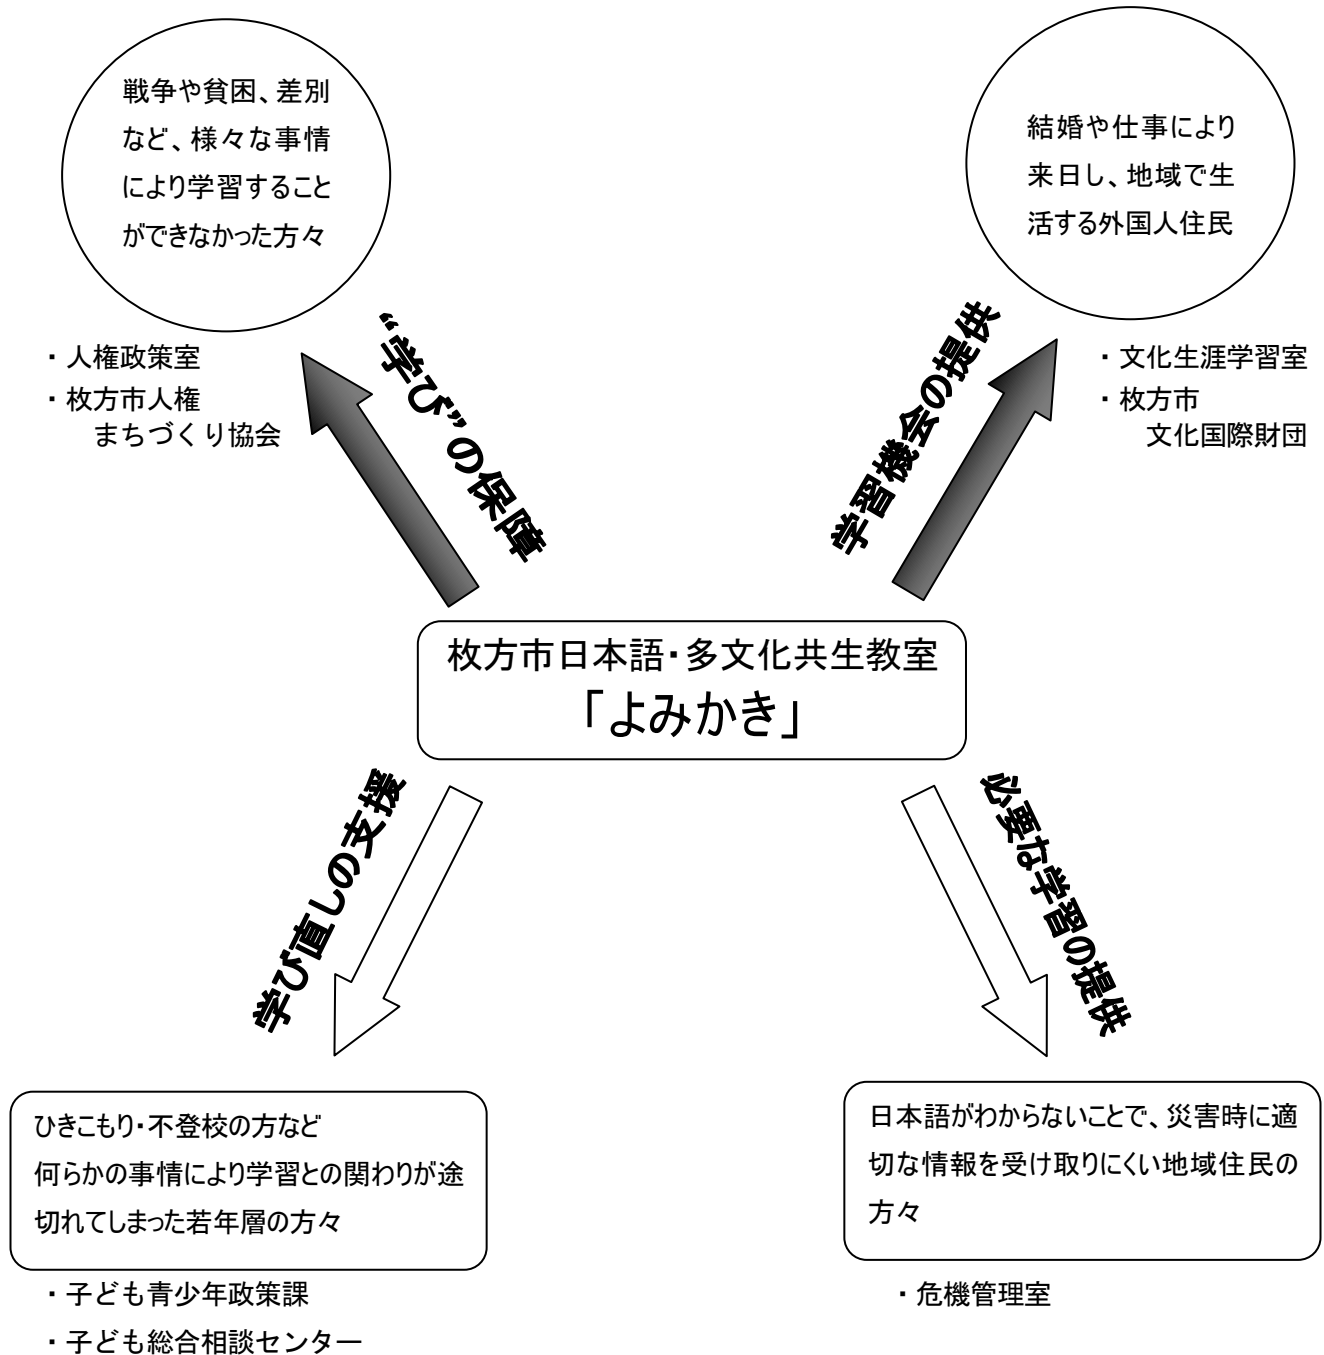 戦争や貧困、差別
など、様々な事情
により学習すること
ができなかった方々
結婚や仕事により
来日し、地域で生
活する外国人住民
・人権政策室
・枚方市人権
まちづくり協会
“学び”の保障
学習機会の提供
・文化生涯学習室
・枚方市
文化国際財団
枚方市日本語・多文化共生教室
「よみかき」
学び直しの支援
必要な学習の提供
ひきこもり・不登校の方など
何らかの事情により学習との関わりが途
切れてしまった若年層の方々
・子ども青少年政策課
・子ども総合相談センター
日本語がわからないことで、災害時に適
切な情報を受け取りにくい地域住民の
方々
・危機管理室